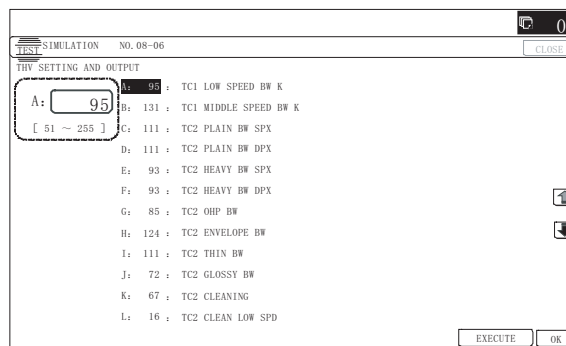 0
TEST SIMULATION NO. 08-06
CLOSE
THV SETTING AND OUTPUT
A: 95
[ 51 ～ 255 ]
A: 95 : TC1 LOW SPEED BW K
B: 131 : TC1 MIDDLE SPEED BW K
C: 111 : TC2 PLAIN BW SPX
D: 111 : TC2 PLAIN BW DPX
E: 93 : TC2 HEAVY BW SPX
F: 93 : TC2 HEAVY BW DPX
G: 85 : TC2 OHP BW
H: 124 : TC2 ENVELOPE BW
I: 111 : TC2 THIN BW
J: 72 : TC2 GLOSSY BW
K: 67 : TC2 CLEANING
L: 16 : TC2 CLEAN LOW SPD
EXECUTE OK